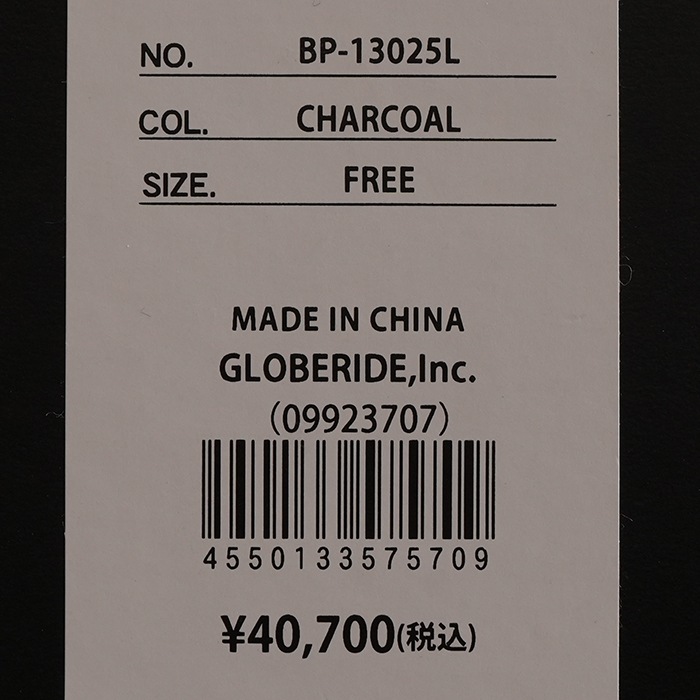 NO. BP-13025L
COL. CHARCOAL
SIZE. FREE
MADE IN CHINA
GLOBERIDE,Inc.
(09923707)
4550133575709
¥40,700(税込)